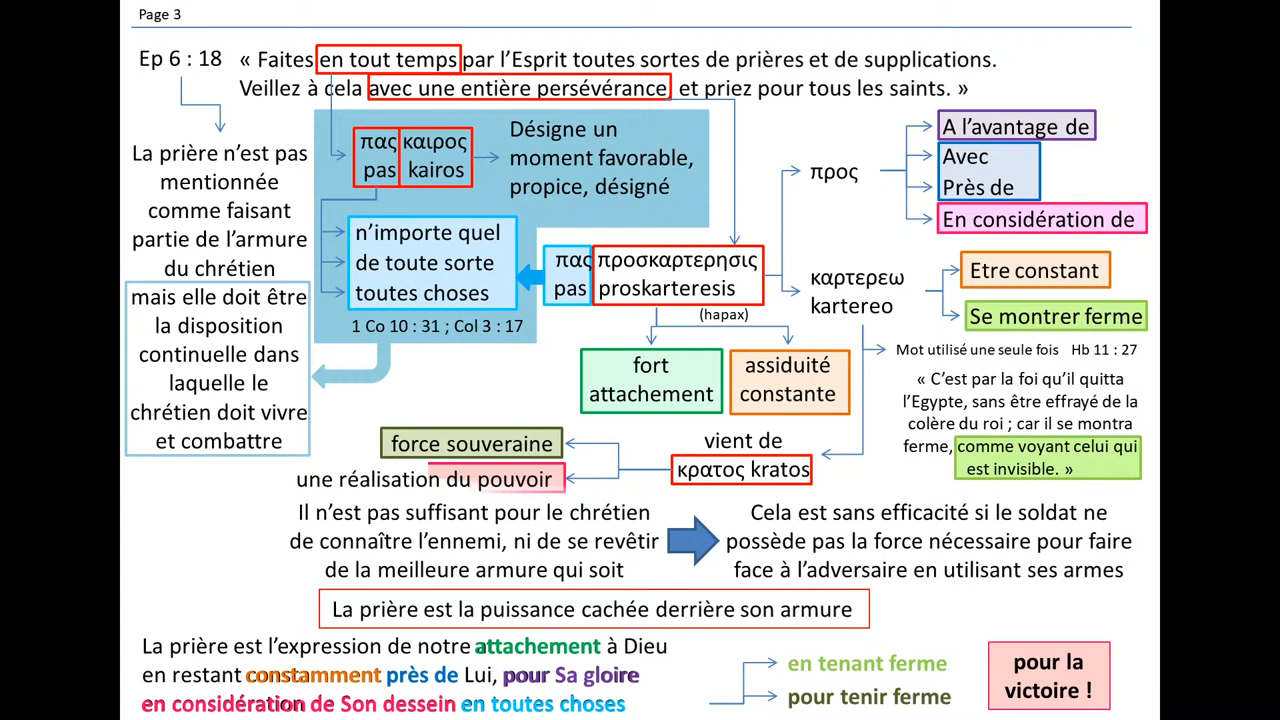 Page 3
Ep 6 : 18
« Faites en tout temps par l’Esprit toutes sortes de prières et de supplications.
Veillez à cela avec une entière persévérance, et priez pour tous les saints. »
La prière n’est pas
mentionnée
comme faisant
partie de l’armure
du chrétien
mais elle doit être
la disposition
continuelle dans
laquelle le
chrétien doit vivre
et combattre
πας καιρος
pas kairos
Désigne un
moment favorable,
propice, désigné
n’importe quel
de toute sorte
toutes choses
1 Co 10 : 31 ; Col 3 : 17
πας προσκαρτερησις
pas proskarteresis
(hapax)
fort
attachement
assiduité
constante
προς
A l’avantage de
Avec
Près de
En considération de
καρτερεω
kartereo
Etre constant
Se montrer ferme
Mot utilisé une seule fois Hb 11 : 27
« C’est par la foi qu’il quitta
l’Egypte, sans être effrayé de la
colère du roi ; car il se montra
ferme, comme voyant celui qui
est invisible. »
vient de
κρατος kratos
force souveraine
une réalisation du pouvoir
Il n’est pas suffisant pour le chrétien
de connaître l’ennemi, ni de se revêtir
de la meilleure armure qui soit
Cela est sans efficacité si le soldat ne
possède pas la force nécessaire pour faire
face à l’adversaire en utilisant ses armes
La prière est la puissance cachée derrière son armure
La prière est l’expression de notre attachement à Dieu
en restant constamment près de Lui, pour Sa gloire
en considération de Son dessein en toutes choses
en tenant ferme
pour tenir ferme
pour la
victoire !